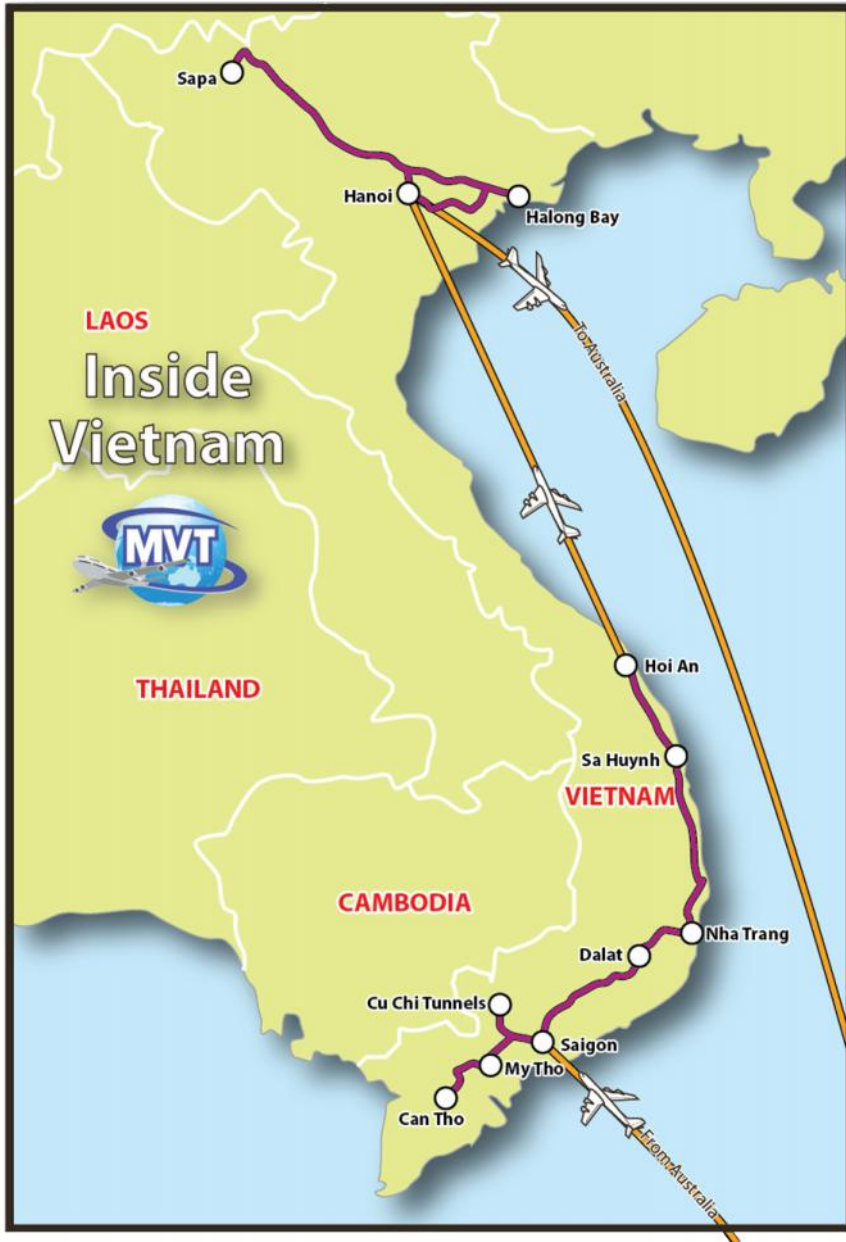 Sapa
Hanoi
Halong Bay
To Australia
LAOS
Inside
Vietnam
MVT
Hoi An
THAILAND
Sa Huynh
VIETNAM
CAMBODIA
Nha Trang
Dalat
Cu Chi Tunnels
Saigon
My Tho
Can Tho
From Australia